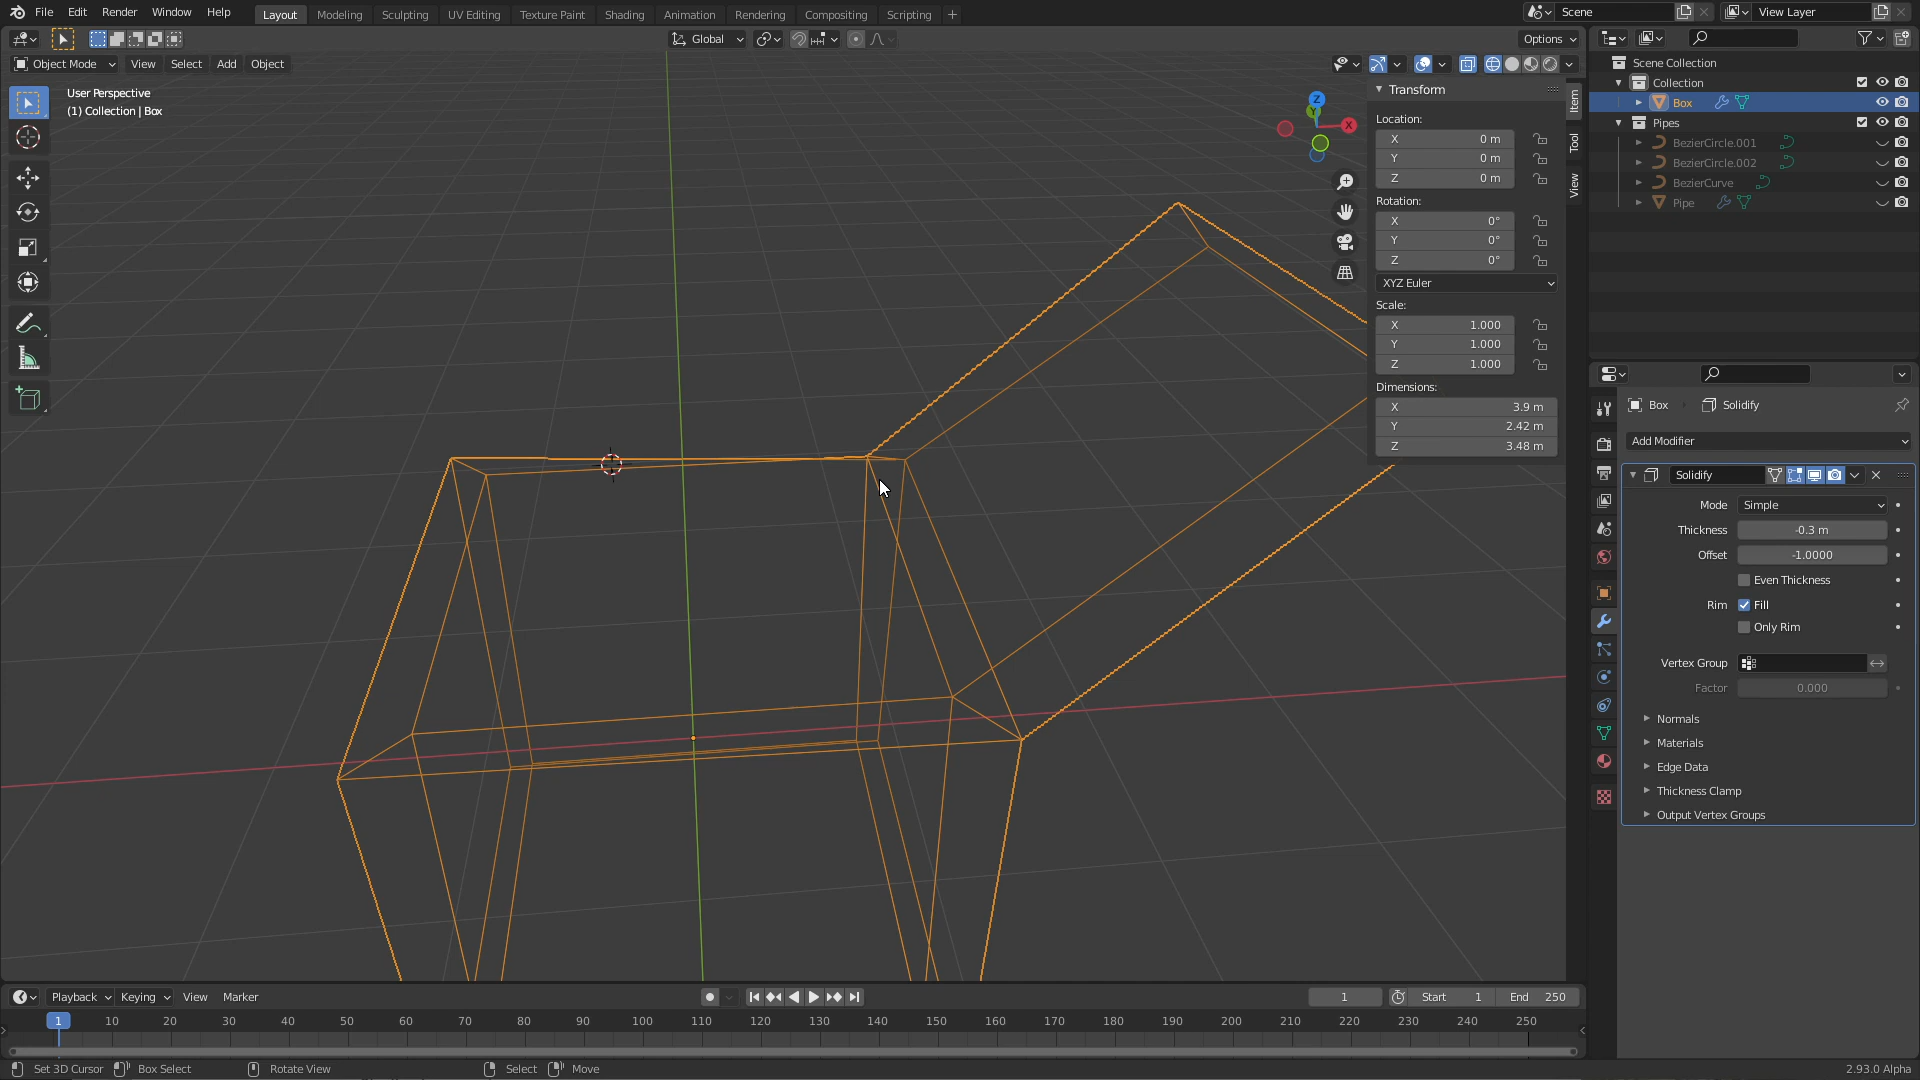 File Edit Render Window Help
Layout Modeling Sculpting UV Editing Texture Paint Shading Animation Rendering Compositing Scripting +
Scene
View Layer
Global
Options
Object Mode View Select Add Object
User Perspective
(1) Collection | Box
Z
Y
X
Item
Tool
View
Transform
Location:
X 0 m
Y 0 m
Z 0 m
Rotation:
X 0°
Y 0°
Z 0°
XYZ Euler
Scale:
X 1.000
Y 1.000
Z 1.000
Dimensions:
X 3.9 m
Y 2.42 m
Z 3.48 m
Scene Collection
Collection
Box
Pipes
BezierCircle.001
BezierCircle.002
BezierCurve
Pipe
Box Solidify
Add Modifier
Solidify
Mode Simple
Thickness -0.3 m
Offset -1.0000
Even Thickness
Rim Fill
Only Rim
Vertex Group
Factor 0.000
Normals
Materials
Edge Data
Thickness Clamp
Output Vertex Groups
Playback Keying View Marker
1 Start 1 End 250
1 10 20 30 40 50 60 70 80 90 100 110 120 130 140 150 160 170 180 190 200 210 220 230 240 250
Set 3D Cursor Box Select Rotate View Select Move
2.93.0 Alpha